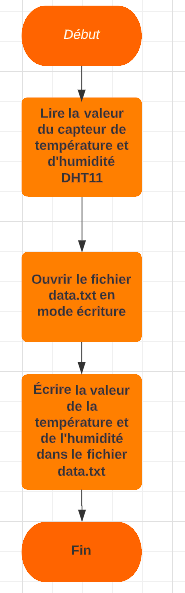 Début
Lire la valeur
du capteur de
température et
d'humidité
DHT11
Ouvrir le fichier
data.txt en
mode écriture
Écrire la valeur
de la
température et
de l'humidité
dans le fichier
data.txt
Fin